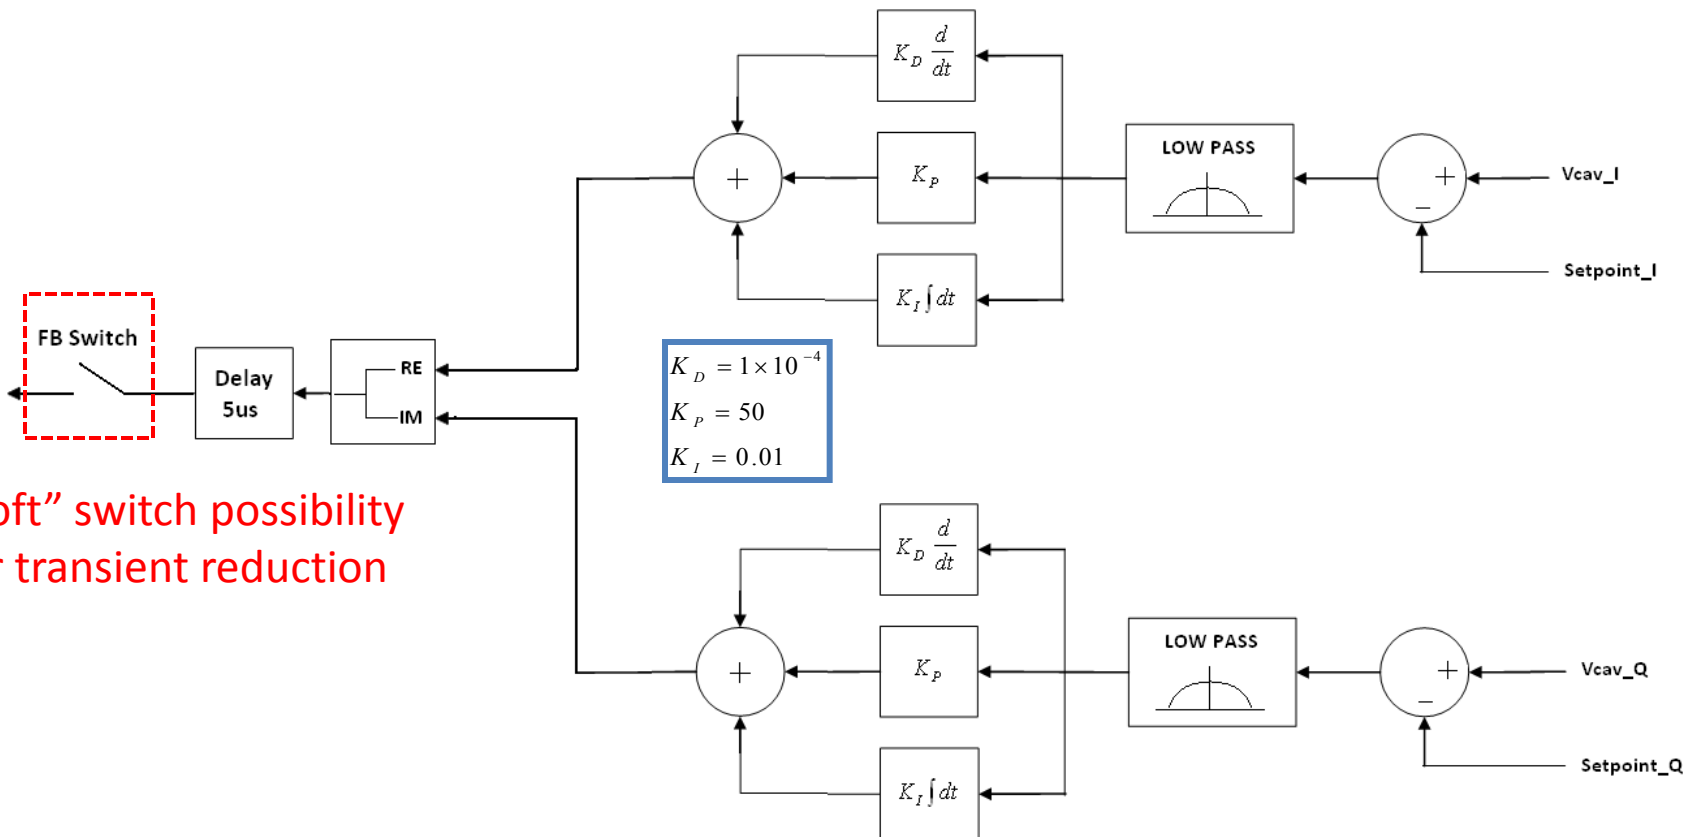 K_D d/dt
LOW PASS
K_P
+
+
−
Vcav_I
Setpoint_I
K_I ∫dt
FB Switch
Delay
5us
RE
IM
K_D = 1×10^−4
K_P = 50
K_I = 0.01
oft” switch possibility
r transient reduction
K_D d/dt
LOW PASS
K_P
+
+
−
Vcav_Q
Setpoint_Q
K_I ∫dt